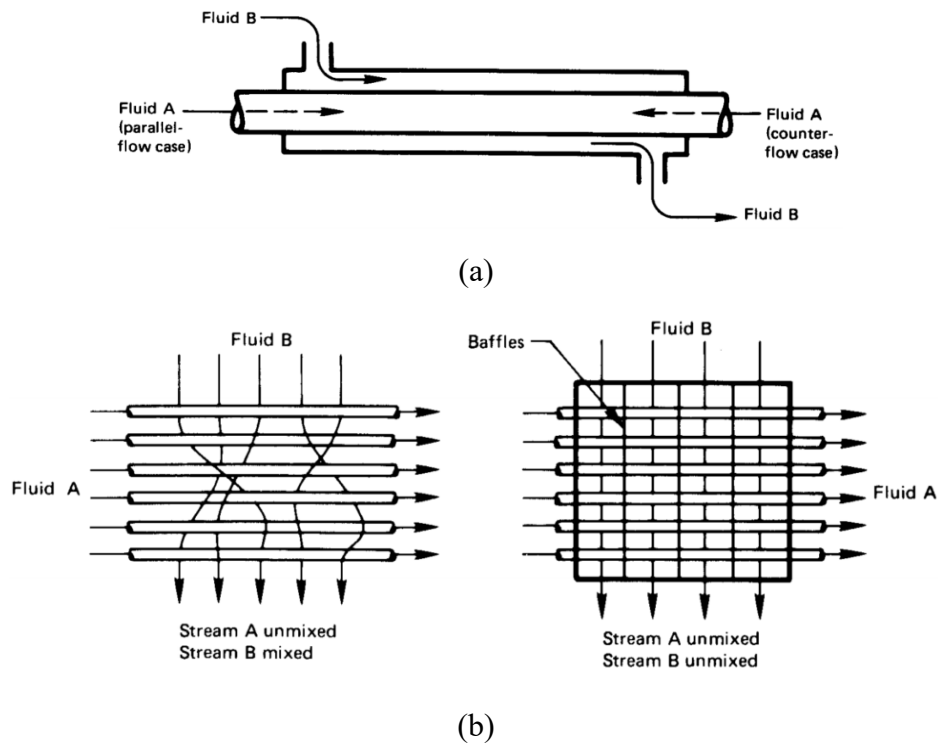 Fluid B
Fluid A
(parallel-
flow case)
Fluid A
(counter-
flow case)
Fluid B
(a)
Fluid B
Fluid A
Stream A unmixed
Stream B mixed
Fluid B
Baffles
Fluid A
Stream A unmixed
Stream B unmixed
(b)